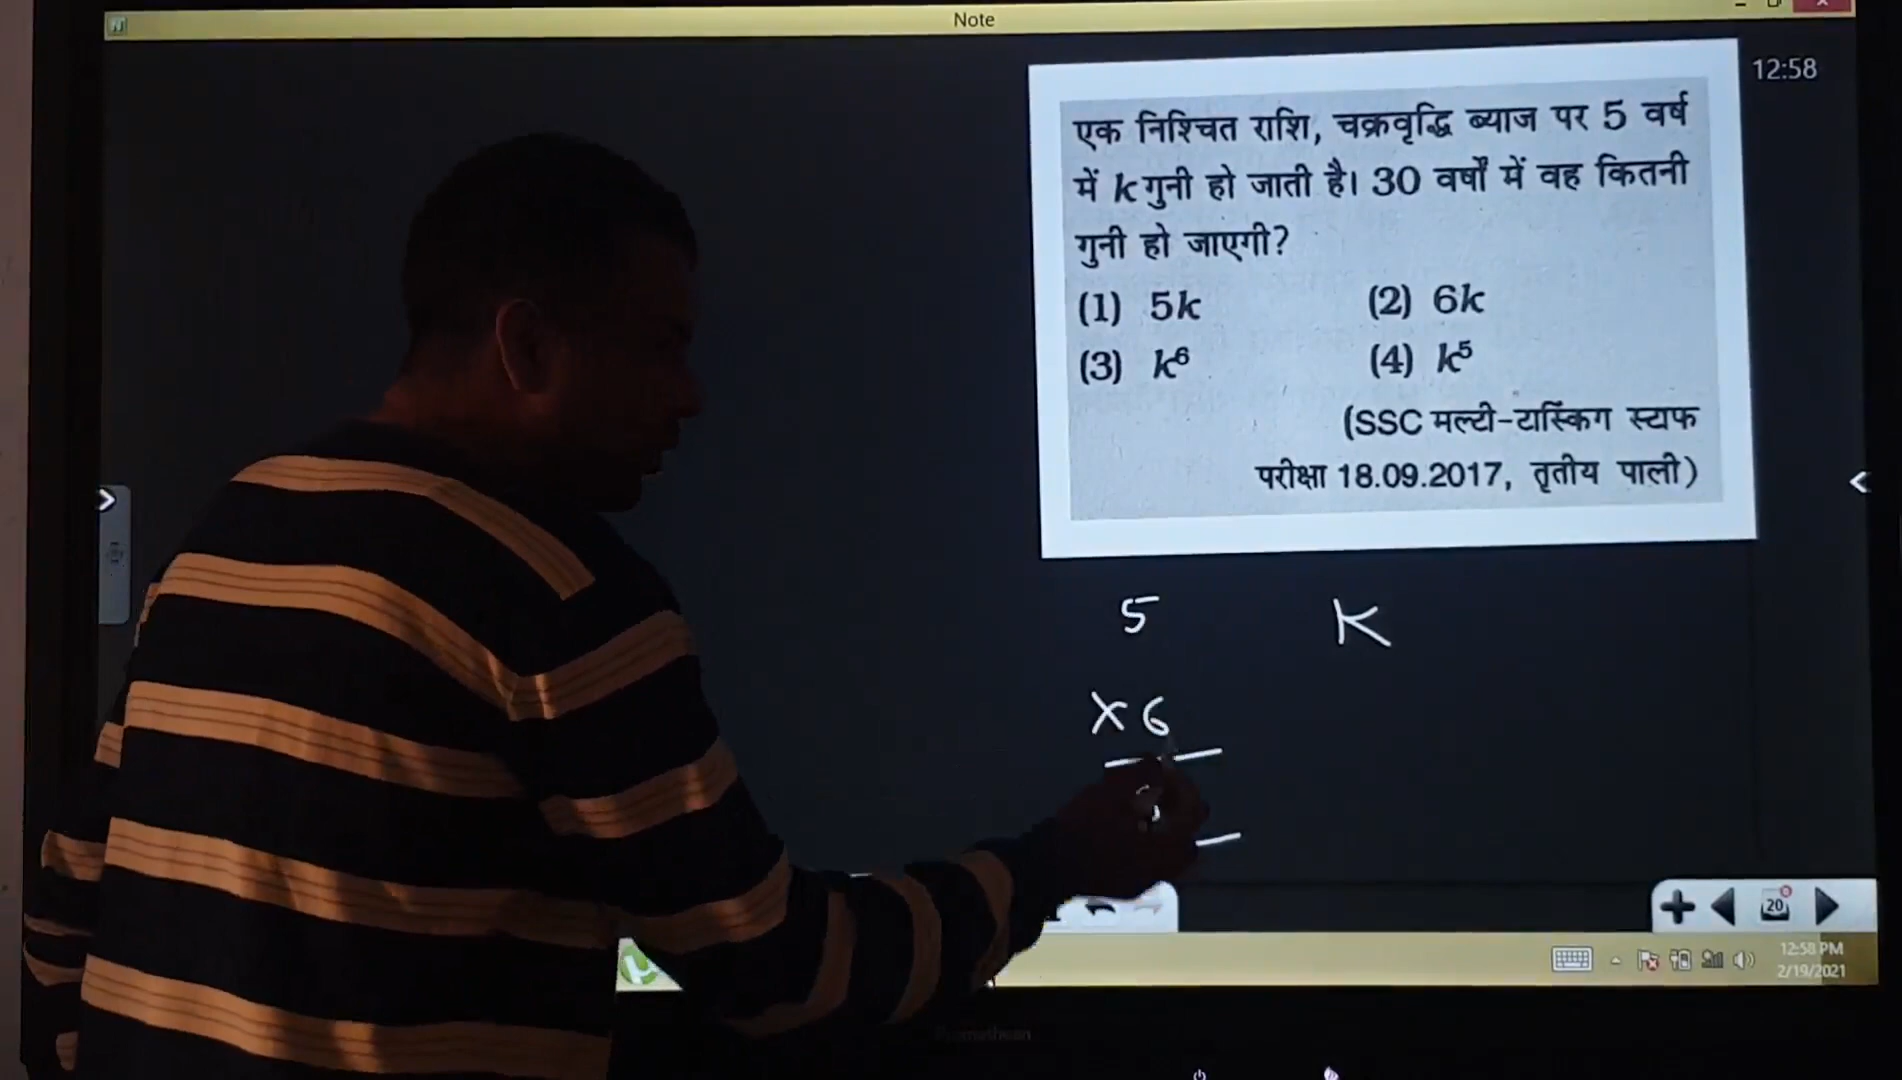 Note
12:58
एक निश्चित राशि, चक्रवृद्धि ब्याज पर 5 वर्ष
में k गुनी हो जाती है। 30 वर्षों में वह कितनी
गुनी हो जाएगी?
(1) 5k (2) 6k
(3) k⁶ (4) k⁵
(SSC मल्टी-टास्किंग स्टाफ
परीक्षा 18.09.2017, तृतीय पाली)
5 K
× 6
20
12:58 PM
2/19/2021